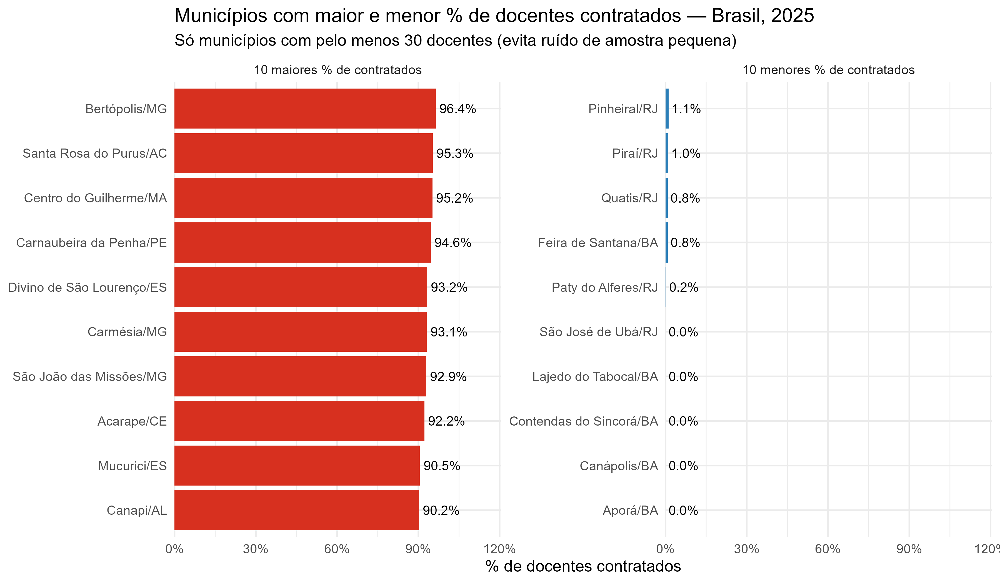 Municípios com maior e menor % de docentes contratados — Brasil, 2025
Só municípios com pelo menos 30 docentes (evita ruído de amostra pequena)
10 maiores % de contratados
Bertópolis/MG 96.4%
Santa Rosa do Purus/AC 95.3%
Centro do Guilherme/MA 95.2%
Carnaubeira da Penha/PE 94.6%
Divino de São Lourenço/ES 93.2%
Carmésia/MG 93.1%
São João das Missões/MG 92.9%
Acarape/CE 92.2%
Mucurici/ES 90.5%
Canapi/AL 90.2%
0% 30% 60% 90% 120%
10 menores % de contratados
Pinheiral/RJ 1.1%
Piraí/RJ 1.0%
Quatis/RJ 0.8%
Feira de Santana/BA 0.8%
Paty do Alferes/RJ 0.2%
São José de Ubá/RJ 0.0%
Lajedo do Tabocal/BA 0.0%
Contendas do Sincorá/BA 0.0%
Canápolis/BA 0.0%
Aporá/BA 0.0%
0% 30% 60% 90% 120%
% de docentes contratados